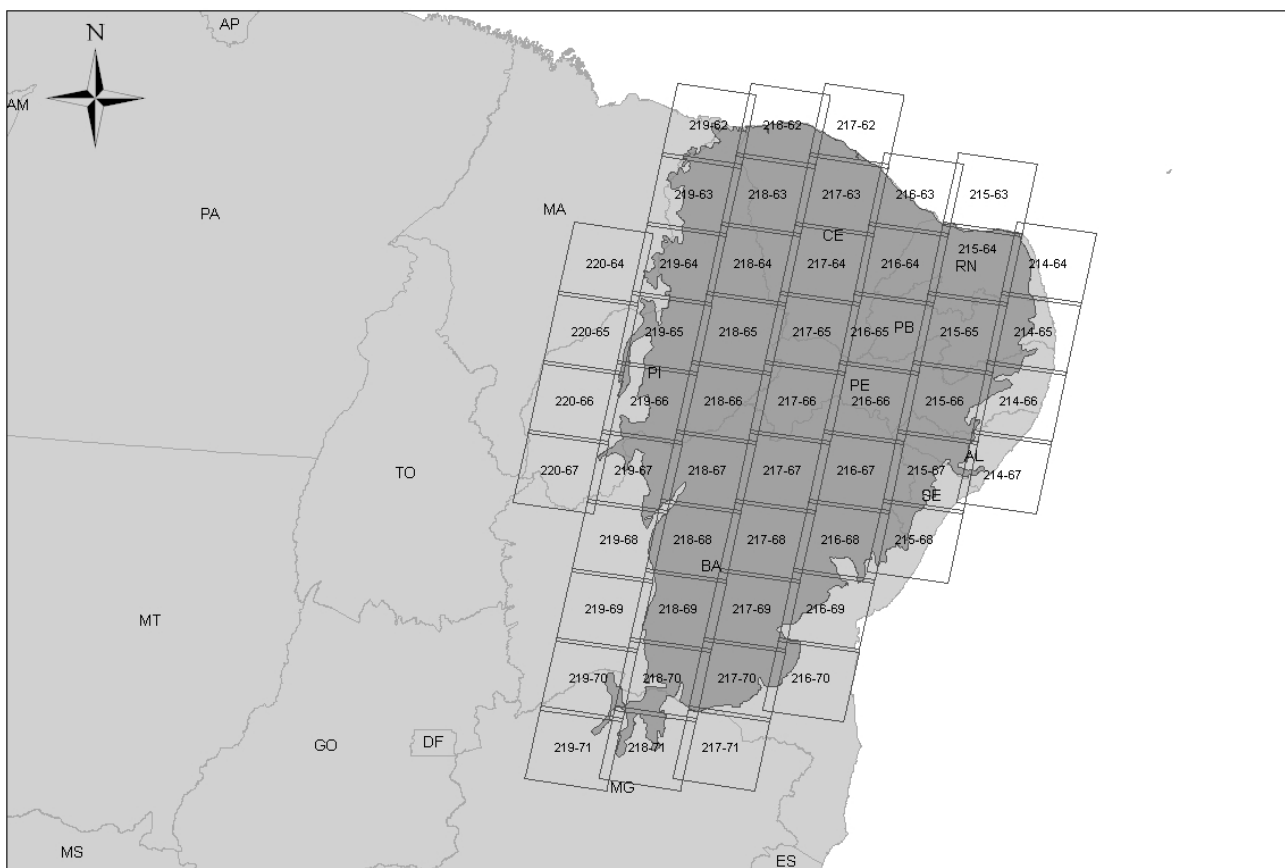 AP
N
AM
219-62 218-62 217-62
219-63 218-63 217-63 216-63 215-63
PA
MA
CE
215-64
220-64 219-64 218-64 217-64 216-64 214-64
RN
PB
220-65 219-65 218-65 217-65 216-65 215-65 214-65
PI
PE
220-66 219-66 218-66 217-66 216-66 215-66 214-66
AL
TO
220-67 219-67 218-67 217-67 216-67 215-67 214-67
SE
219-68 218-68 217-68 216-68 215-68
BA
219-69 218-69 217-69 216-69
MT
219-70 218-70 217-70 216-70
GO
DF
219-71 218-71 217-71
MG
MS
ES